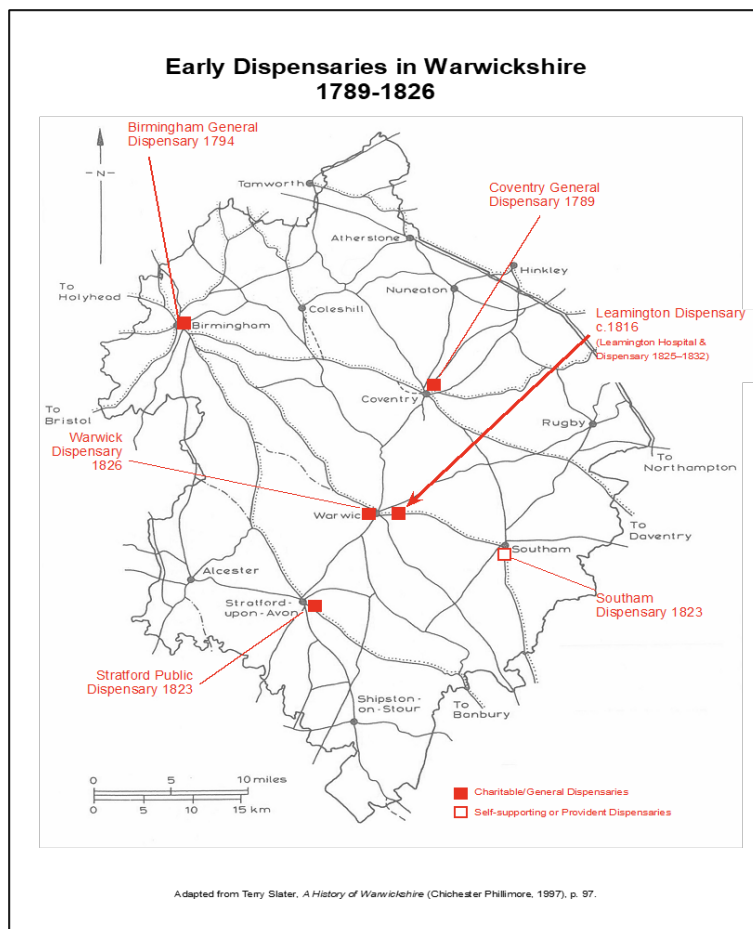 Early Dispensaries in Warwickshire
1789-1826
Birmingham General
Dispensary 1794
-N-
Tamworth
Coventry General
Dispensary 1789
Atherstone
Hinkley
To
Holyhead
Nuneaton
Coleshill
Leamington Dispensary
c.1816
(Leamington Hospital &
Dispensary 1825–1832)
Birmingham
To
Bristol
Coventry
Rugby
Warwick
Dispensary
1826
To
Northampton
Warwick
To
Daventry
Southam
Alcester
Stratford-
upon-Avon
Southam
Dispensary 1823
Stratford Public
Dispensary 1823
Shipston-
on-Stour
To
Banbury
0 5 10 miles
0 5 10 15 km
Charitable/General Dispensaries
Self-supporting or Provident Dispensaries
Adapted from Terry Slater, A History of Warwickshire (Chichester Phillimore, 1997), p. 97.